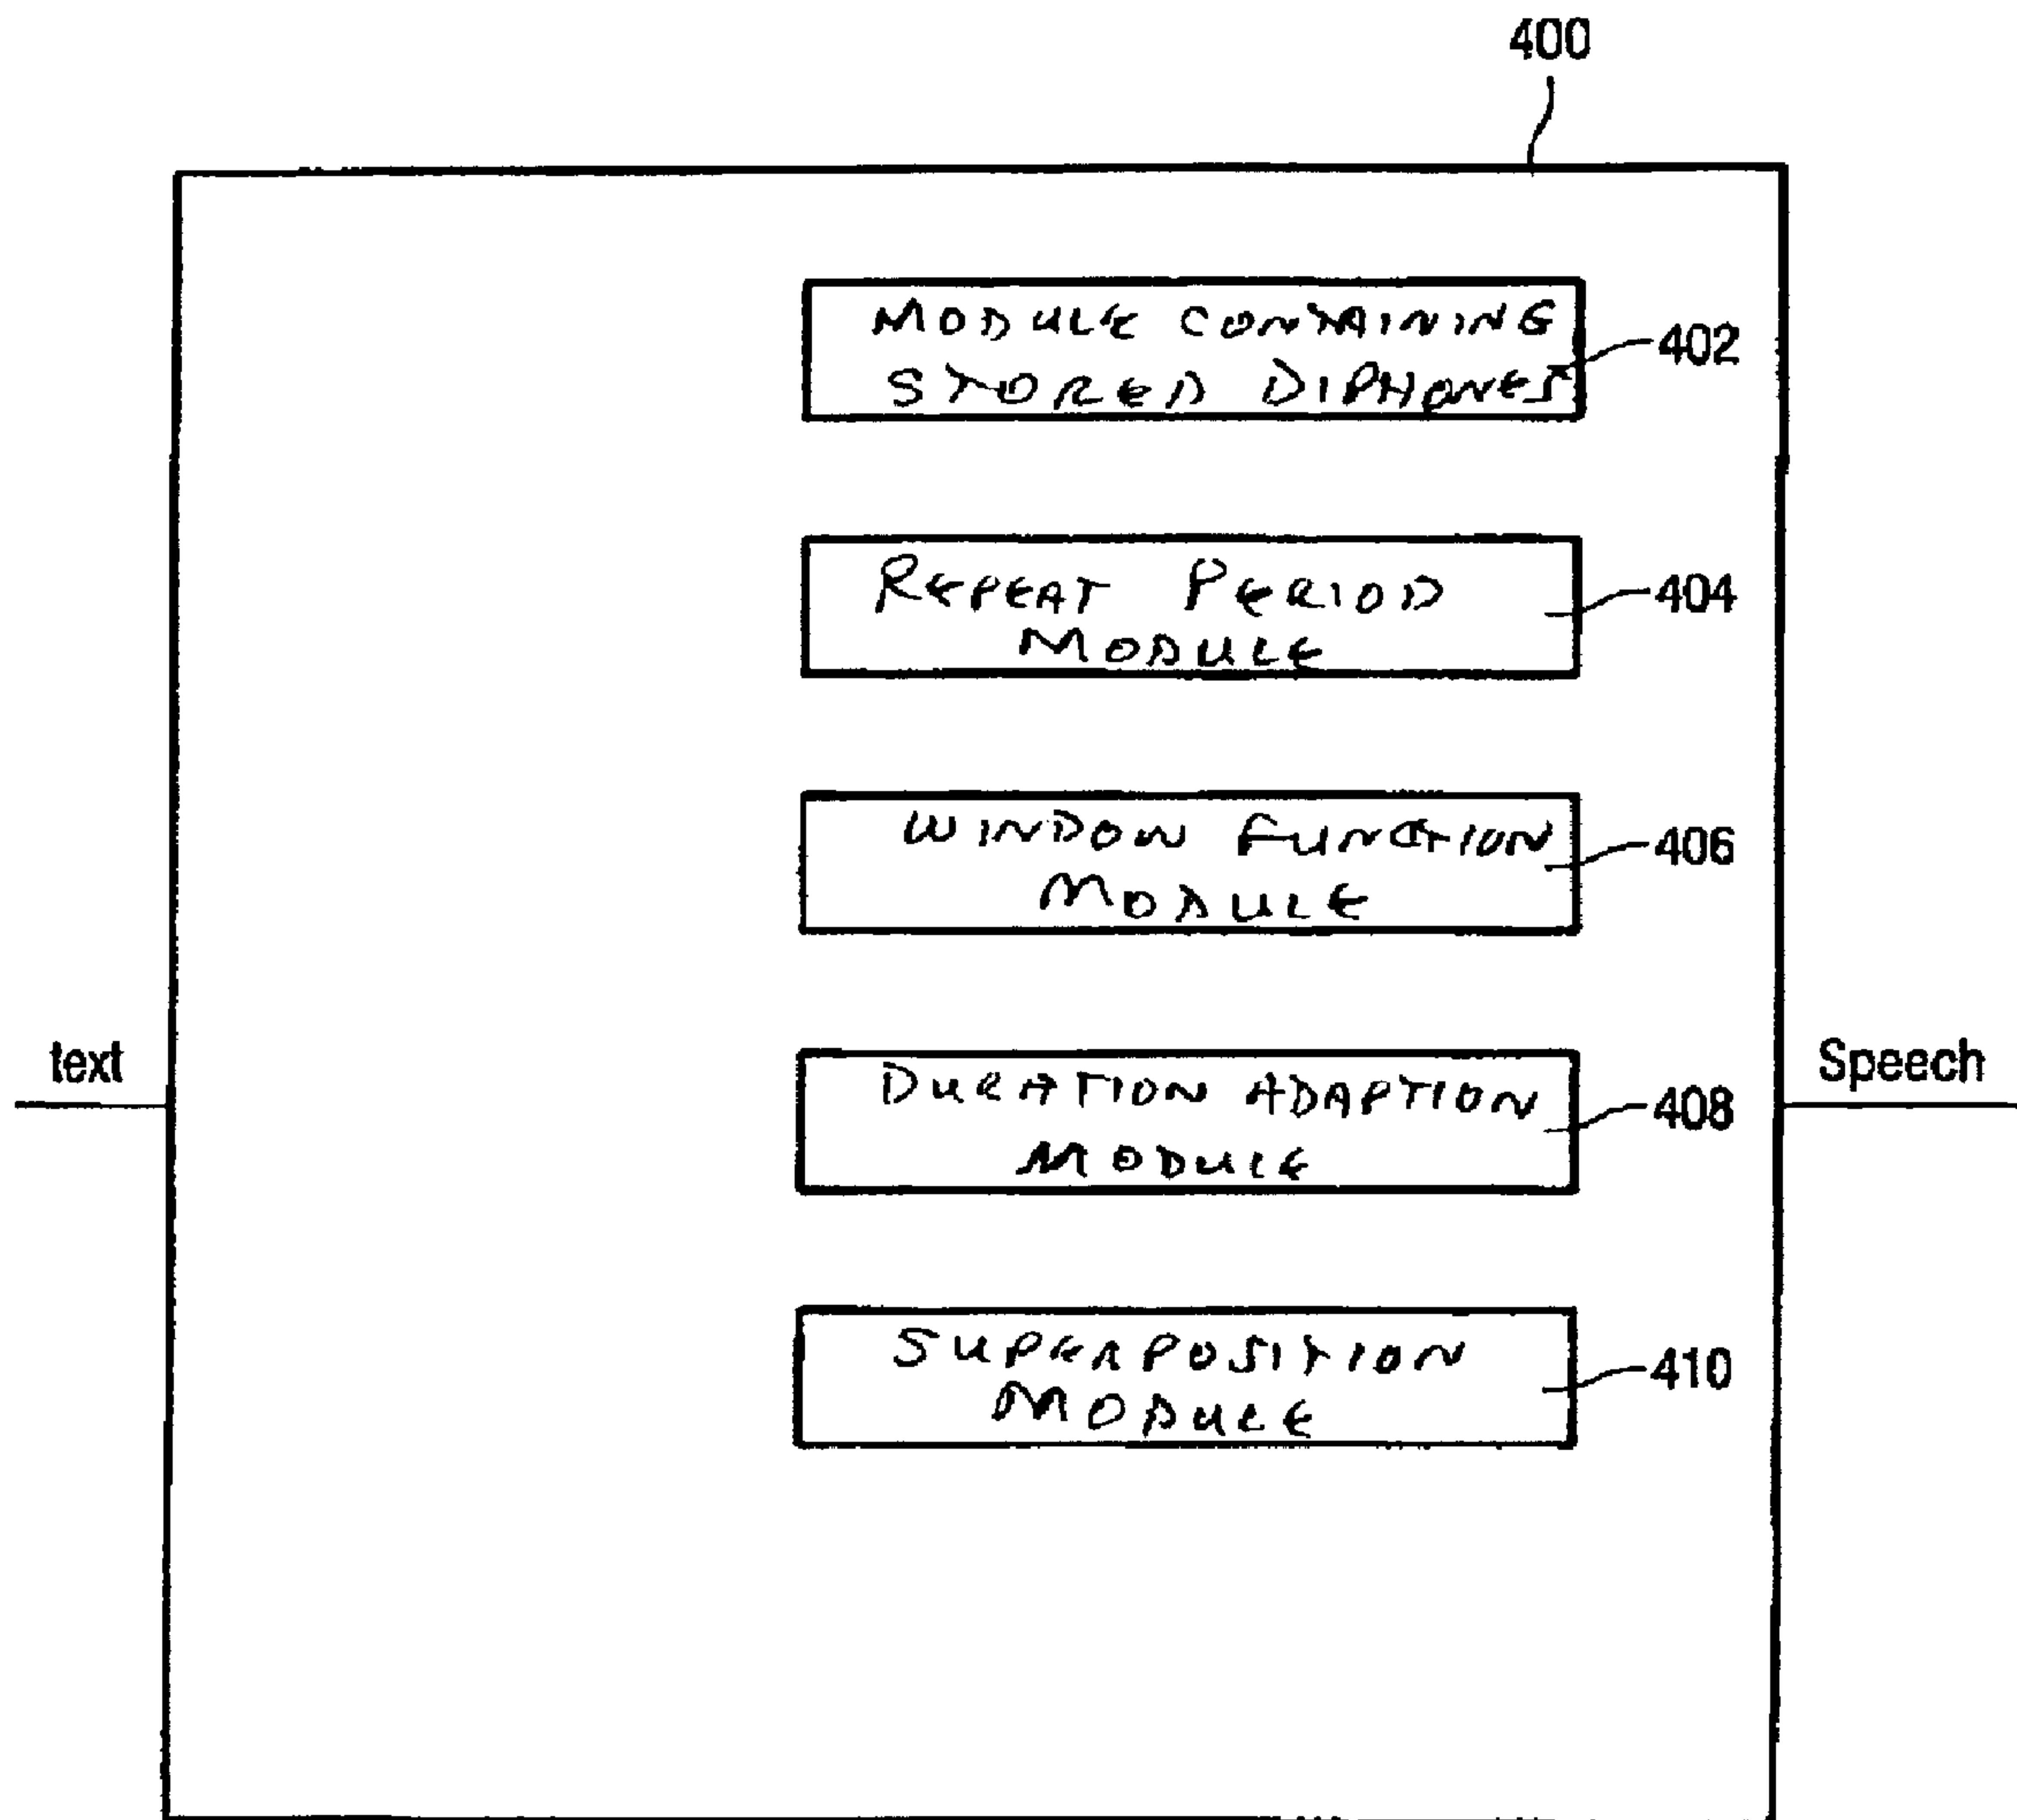 400
MODULE CONTAINING
STORED DIPHONES
402
REPEAT PERIOD
MODULE
404
WINDOW FUNCTION
MODULE
406
text
DURATION ADAPTION
MODULE
408
Speech
SUPERPOSITION
MODULE
410